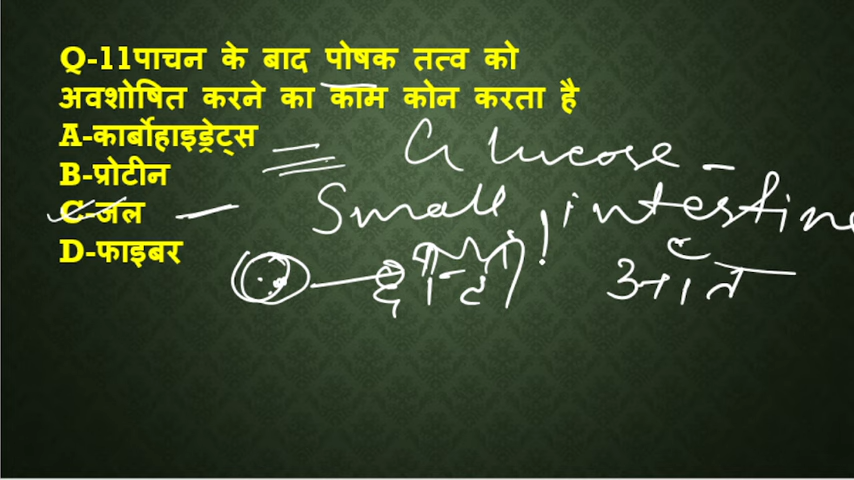 Q-11पाचन के बाद पोषक तत्व को
अवशोषित करने का काम कोन करता है
A-कार्बोहाइड्रेट्स
Glucose -
B-प्रोटीन
C-जल
Small intestine
D-फाइबर
छोटी आँत